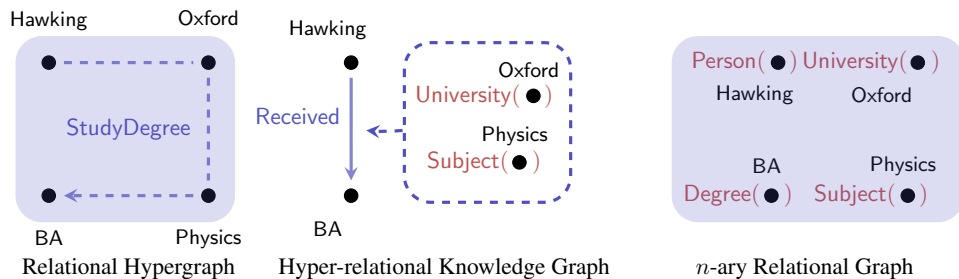 Hawking Oxford
StudyDegree
BA Physics
Relational Hypergraph
Hawking
Received
BA
Oxford
University( )
Physics
Subject( )
Hyper-relational Knowledge Graph
Person( ) University( )
Hawking Oxford
BA Physics
Degree( ) Subject( )
n-ary Relational Graph